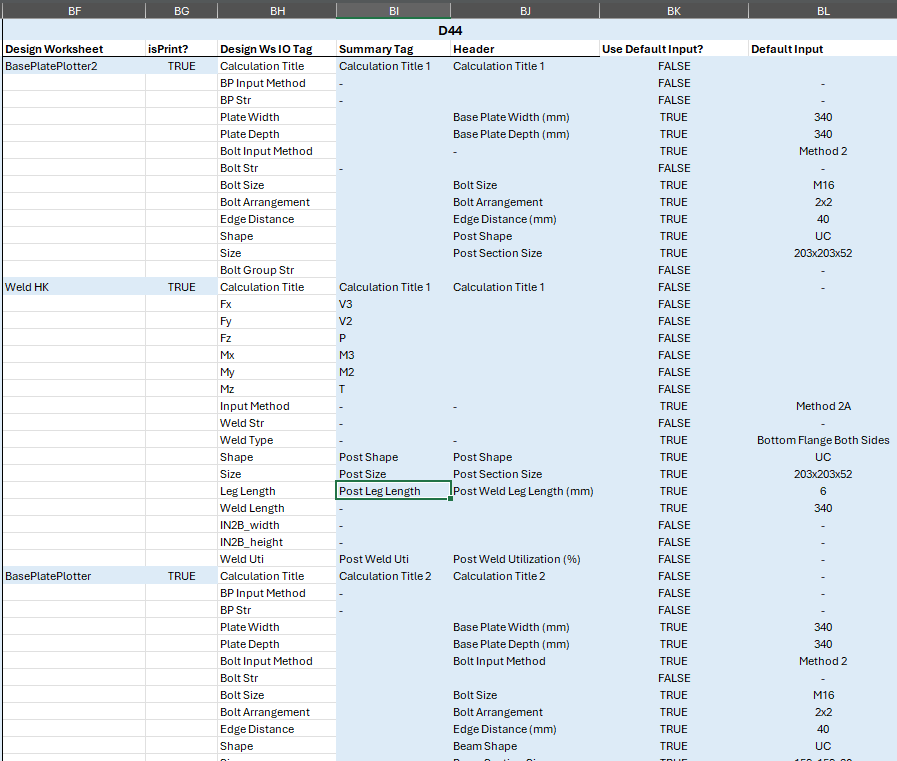 BF BG BH BI BJ BK BL
D44
Design Worksheet isPrint? Design Ws IO Tag Summary Tag Header Use Default Input? Default Input
BasePlatePlotter2 TRUE Calculation Title Calculation Title 1 Calculation Title 1 FALSE
BP Input Method - FALSE -
BP Str - FALSE -
Plate Width Base Plate Width (mm) TRUE 340
Plate Depth Base Plate Depth (mm) TRUE 340
Bolt Input Method - TRUE Method 2
Bolt Str - FALSE -
Bolt Size Bolt Size TRUE M16
Bolt Arrangement Bolt Arrangement TRUE 2x2
Edge Distance Edge Distance (mm) TRUE 40
Shape Post Shape TRUE UC
Size Post Section Size TRUE 203x203x52
Bolt Group Str FALSE -
Weld HK TRUE Calculation Title Calculation Title 1 Calculation Title 1 FALSE -
Fx V3 FALSE
Fy V2 FALSE
Fz P FALSE
Mx M3 FALSE
My M2 FALSE
Mz T FALSE
Input Method - - TRUE Method 2A
Weld Str - FALSE -
Weld Type - - TRUE Bottom Flange Both Sides
Shape Post Shape Post Shape TRUE UC
Size Post Size Post Section Size TRUE 203x203x52
Leg Length Post Leg Length Post Weld Leg Length (mm) TRUE 6
Weld Length - TRUE 340
IN2B_width - FALSE -
IN2B_height - FALSE -
Weld Uti Post Weld Uti Post Weld Utilization (%) FALSE -
BasePlatePlotter TRUE Calculation Title Calculation Title 2 Calculation Title 2 FALSE -
BP Input Method - FALSE -
BP Str - FALSE -
Plate Width Base Plate Width (mm) TRUE 340
Plate Depth Base Plate Depth (mm) TRUE 340
Bolt Input Method Bolt Input Method TRUE Method 2
Bolt Str FALSE -
Bolt Size Bolt Size TRUE M16
Bolt Arrangement Bolt Arrangement TRUE 2x2
Edge Distance Edge Distance (mm) TRUE 40
Shape Beam Shape TRUE UC